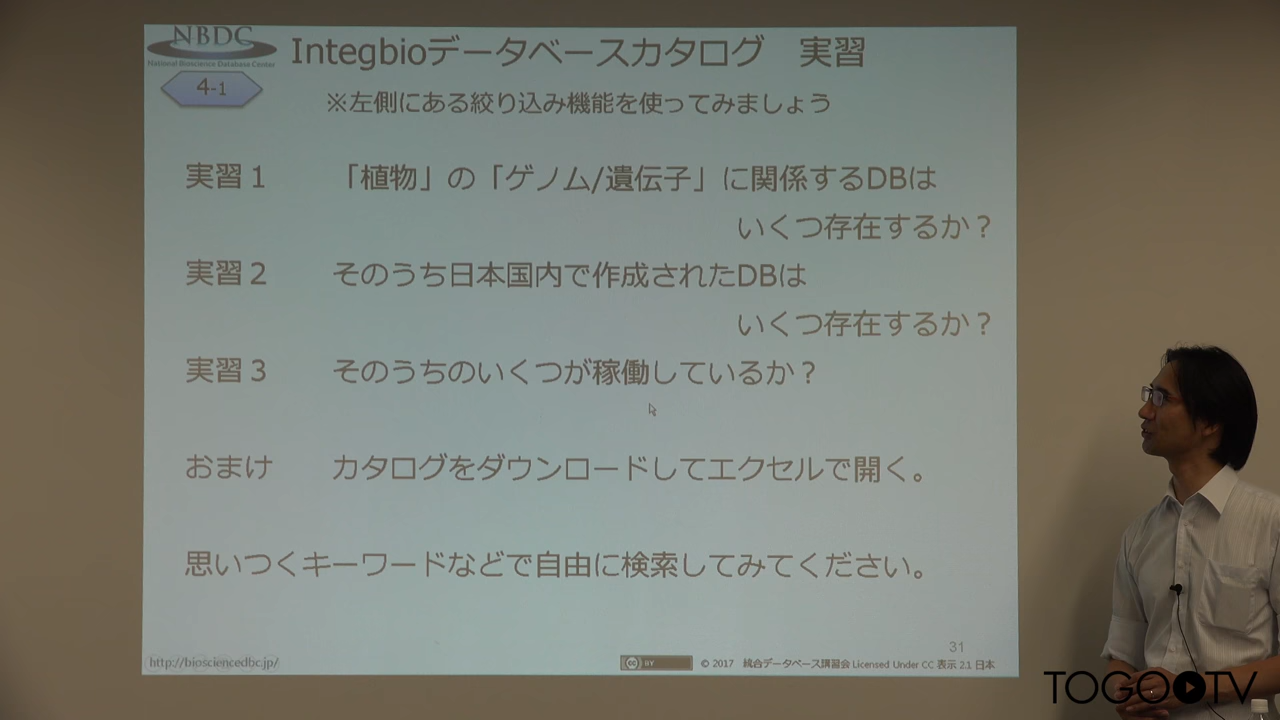 NBDC
National Bioscience Database Center
Integbioデータベースカタログ　実習
4-1
※左側にある絞り込み機能を使ってみましょう
実習1　「植物」の「ゲノム/遺伝子」に関係するDBは
いくつ存在するか？
実習2　そのうち日本国内で作成されたDBは
いくつ存在するか？
実習3　そのうちのいくつが稼働しているか？
おまけ　カタログをダウンロードしてエクセルで開く。
思いつくキーワードなどで自由に検索してみてください。
31
http://biosciencedbc.jp/
cc BY
© 2017　統合データベース講習会 Licensed Under CC 表示 2.1 日本
TOGO TV